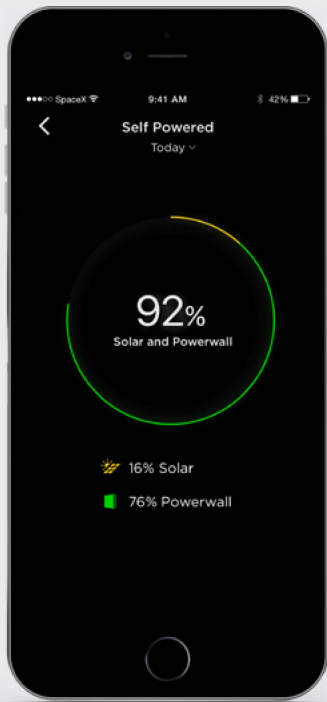 SpaceX 9:41 AM 42%
Self Powered
Today
92%
Solar and Powerwall
16% Solar
76% Powerwall